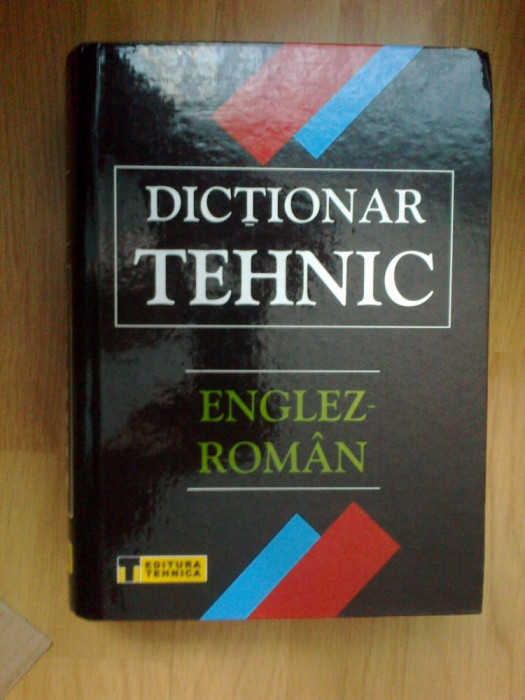 DICȚIONAR
TEHNIC
ENGLEZ-
ROMÂN
T EDITURA
TEHNICA